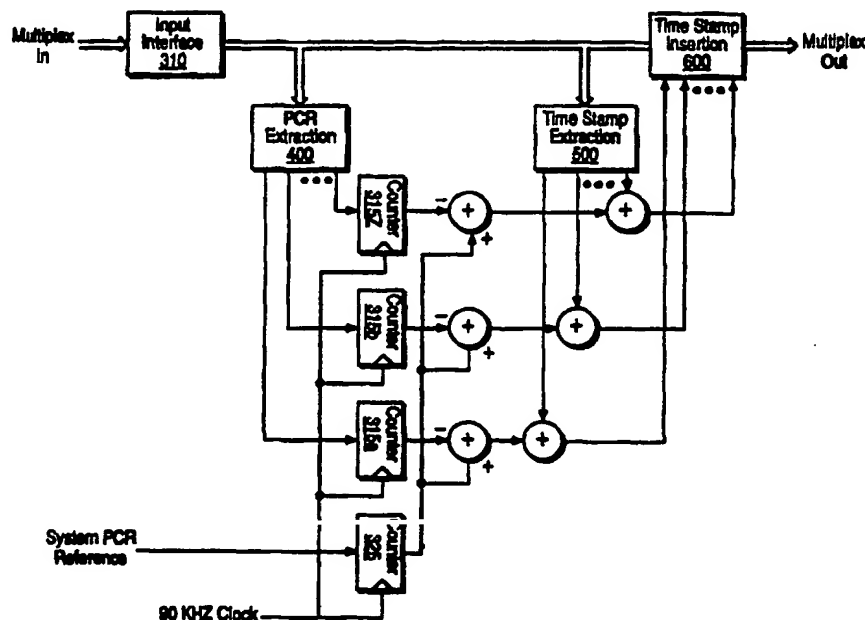 Multiplex
In
Input
Interface
310
Time Stamp
Insertion
600
Multiplex
Out
PCR
Extraction
400
Time Stamp
Extraction
500
Counter
315Z
- + + +
Counter
315b
- + + +
Counter
315a
- + + +
System PCR
Reference
Counter
325
90 KHZ Clock